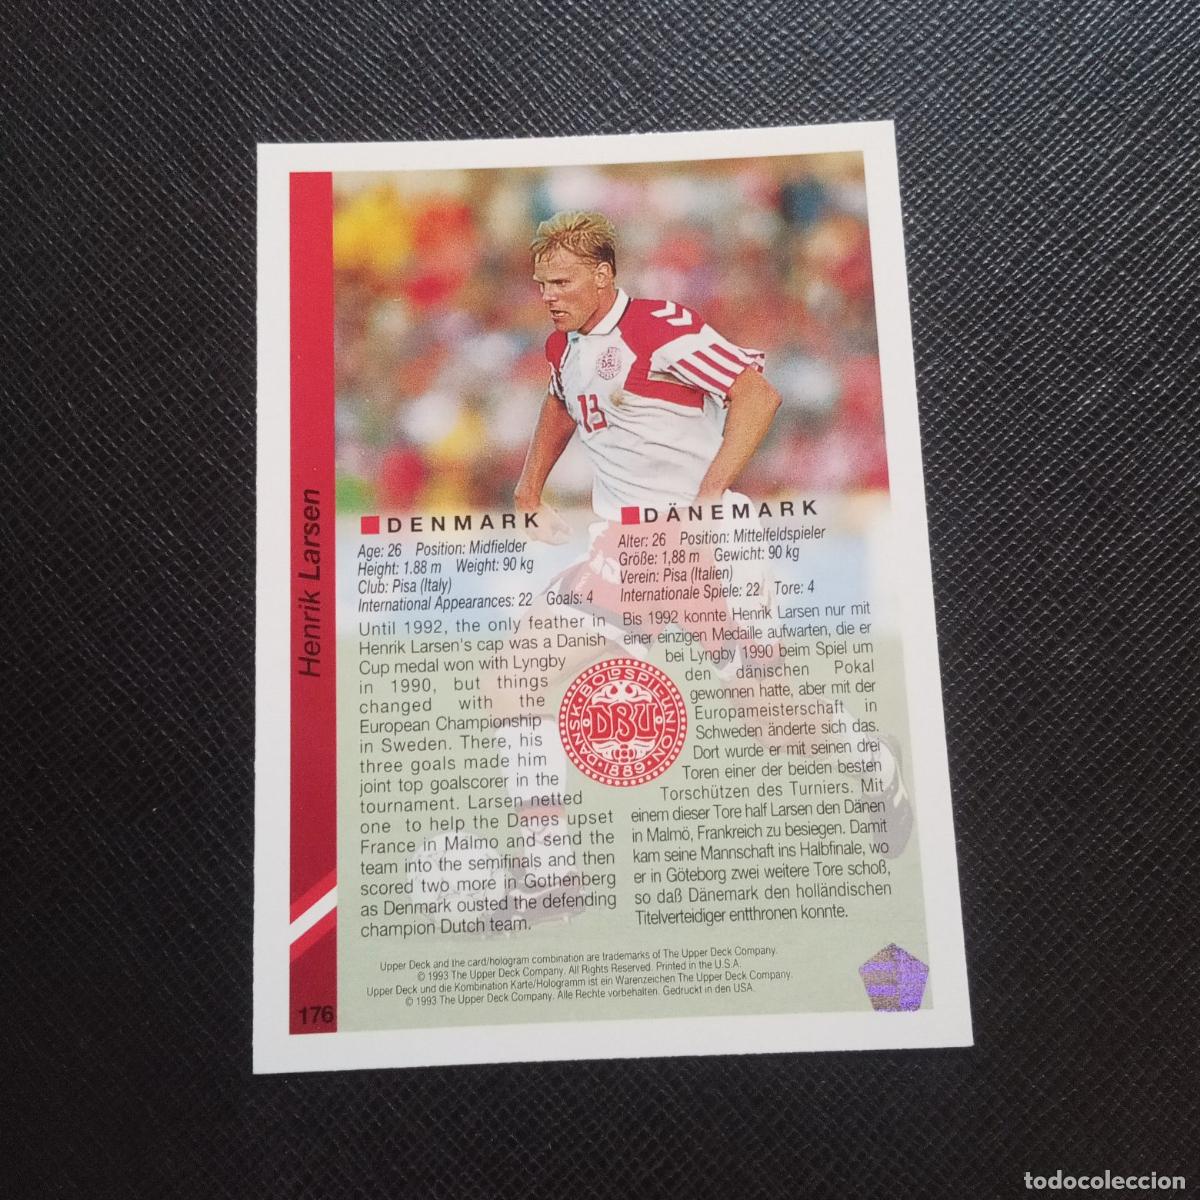 Henrik Larsen
176
DBU
13
DENMARK
Age: 26 Position: Midfielder
Height: 1.88 m Weight: 90 kg
Club: Pisa (Italy)
International Appearances: 22 Goals: 4
Until 1992, the only feather in
Henrik Larsen's cap was a Danish
Cup medal won with Lyngby
in 1990, but things
changed with the
European Championship
in Sweden. There, his
three goals made him
joint top goalscorer in the
tournament. Larsen netted
one to help the Danes upset
France in Malmo and send the
team into the semifinals and then
scored two more in Gothenberg
as Denmark ousted the defending
champion Dutch team.
DÄNEMARK
Alter: 26 Position: Mittelfeldspieler
Größe: 1,88 m Gewicht: 90 kg
Verein: Pisa (Italien)
Internationale Spiele: 22 Tore: 4
Bis 1992 konnte Henrik Larsen nur mit
einer einzigen Medaille aufwarten, die er
bei Lyngby 1990 beim Spiel um
den dänischen Pokal
gewonnen hatte, aber mit der
Europameisterschaft in
Schweden änderte sich das.
Dort wurde er mit seinen drei
Toren einer der beiden besten
Torschützen des Turniers. Mit
einem dieser Tore half Larsen den Dänen
in Malmö, Frankreich zu besiegen. Damit
kam seine Mannschaft ins Halbfinale, wo
er in Göteborg zwei weitere Tore schoß,
so daß Dänemark den holländischen
Titelverteidiger entthronen konnte.
DANSK·BOLDSPIL-UNION
DBU
·1889·
Upper Deck and the card/hologram combination are trademarks of The Upper Deck Company.
© 1993 The Upper Deck Company. All Rights Reserved. Printed in the U.S.A.
Upper Deck und die Kombination Karte/Hologramm ist ein Warenzeichen The Upper Deck Company.
© 1993 The Upper Deck Company. Alle Rechte vorbehalten. Gedruckt in den USA.
todocoleccion